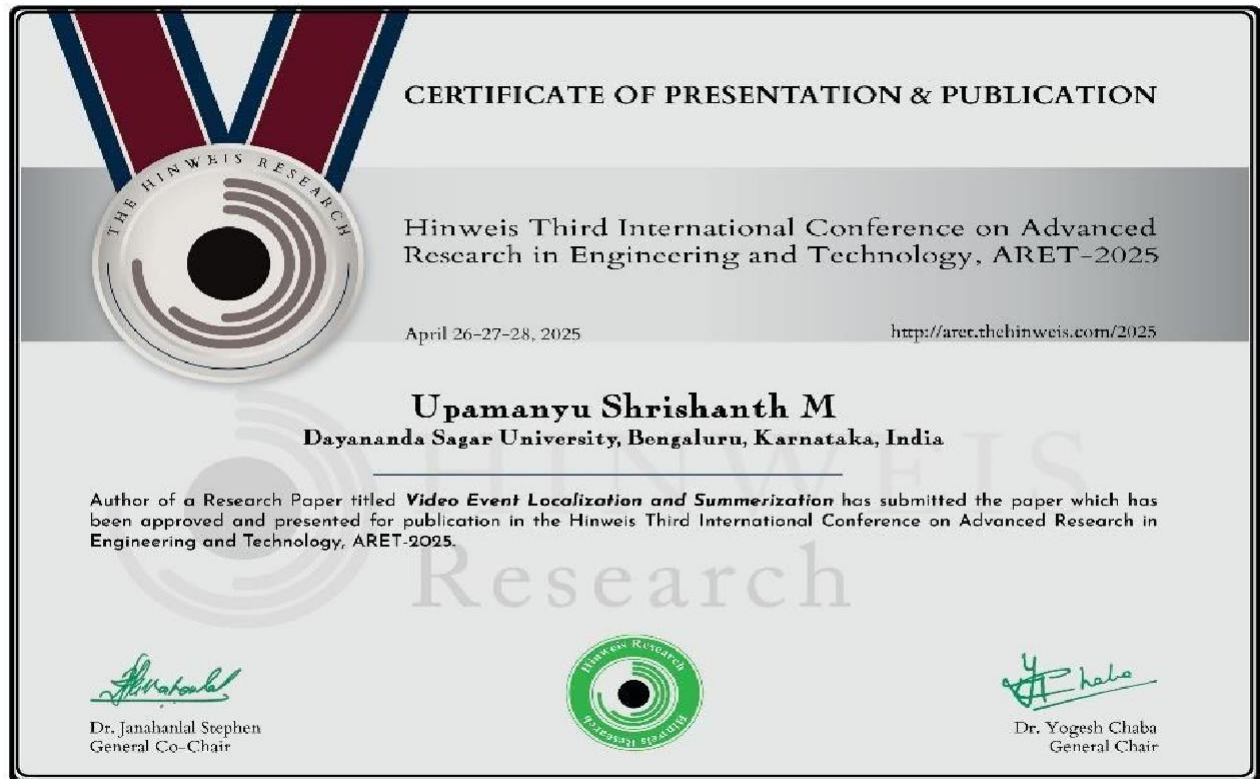 THE HINWEIS RESEARCH
CERTIFICATE OF PRESENTATION & PUBLICATION
Hinweis Third International Conference on Advanced
Research in Engineering and Technology, ARET-2025
April 26-27-28, 2025
http://aret.thehinweis.com/2025
Upamanyu Shrishanth M
Dayananda Sagar University, Bengaluru, Karnataka, India
HINWEIS
Author of a Research Paper titled Video Event Localization and Summerization has submitted the paper which has
been approved and presented for publication in the Hinweis Third International Conference on Advanced Research in
Engineering and Technology, ARET-2025.
Research
Hinweis Research
Hinweis Research
Dr. Janahanlal Stephen
General Co-Chair
Dr. Yogesh Chaba
General Chair